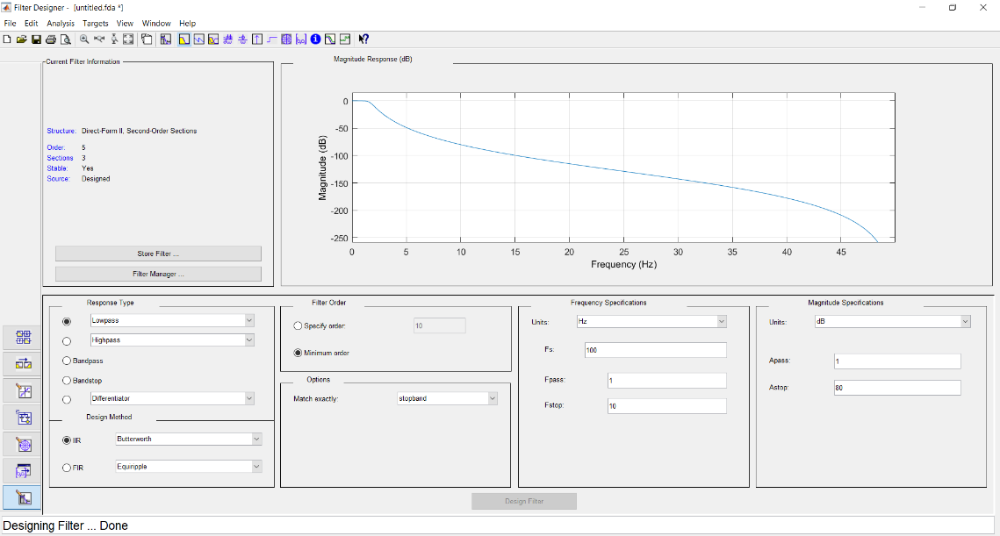 Filter Designer - [untitled.fda *]
File Edit Analysis Targets View Window Help
Current Filter Information
Structure: Direct-Form II, Second-Order Sections
Order: 5
Sections 3
Stable: Yes
Source: Designed
Store Filter ...
Filter Manager ...
Magnitude Response (dB)
Magnitude (dB)
0
-50
-100
-150
-200
-250
0 5 10 15 20 25 30 35 40 45
Frequency (Hz)
Response Type
Lowpass
Highpass
Bandpass
Bandstop
Differentiator
Design Method
IIR Butterworth
FIR Equiripple
Filter Order
Specify order: 10
Minimum order
Options
Match exactly: stopband
Frequency Specifications
Units: Hz
Fs: 100
Fpass: 1
Fstop: 10
Magnitude Specifications
Units: dB
Apass: 1
Astop: 80
Design Filter
Designing Filter ... Done